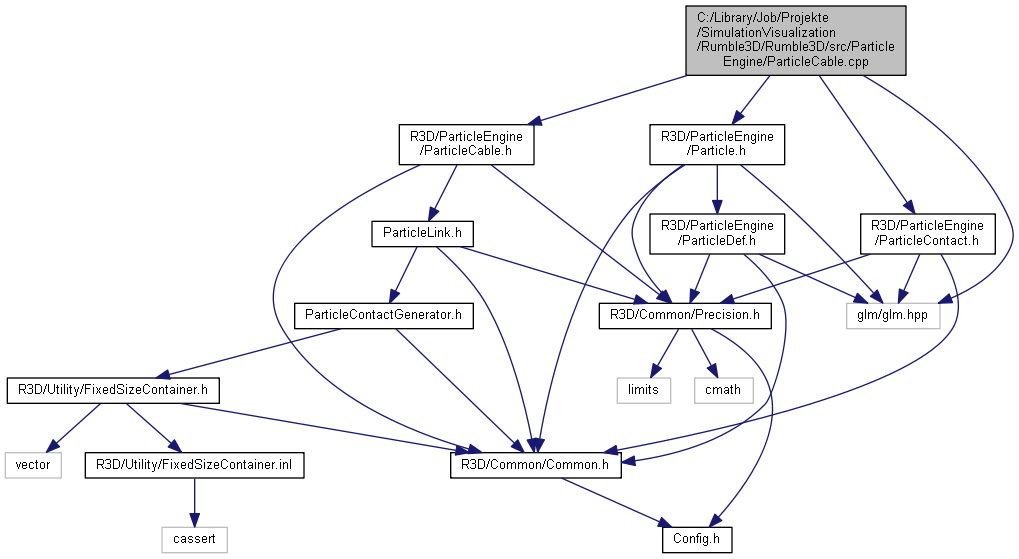 C:/Library/Job/Projekte
/SimulationVisualization
/Rumble3D/Rumble3D/src/Particle
Engine/ParticleCable.cpp
R3D/ParticleEngine
/ParticleCable.h
R3D/ParticleEngine
/Particle.h
ParticleLink.h
R3D/ParticleEngine
/ParticleDef.h
R3D/ParticleEngine
/ParticleContact.h
ParticleContactGenerator.h
R3D/Common/Precision.h
glm/glm.hpp
R3D/Utility/FixedSizeContainer.h
limits
cmath
vector
R3D/Utility/FixedSizeContainer.inl
R3D/Common/Common.h
cassert
Config.h